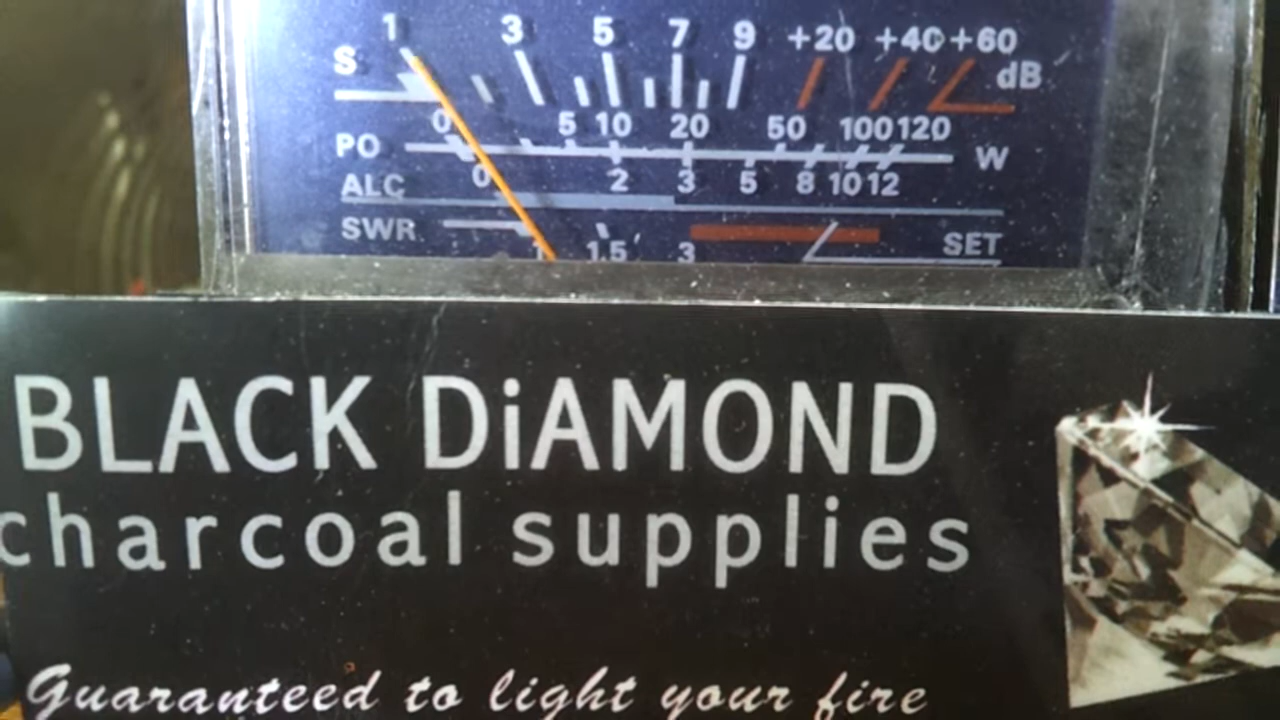 1 3 5 7 9 +20 +40 +60
S dB
0 5 10 20 50 100 120
PO W
0 2 3 5 8 10 12
ALC
SWR SET
1 1.5 3
BLACK DiAMOND
charcoal supplies
Guaranteed to light your fire